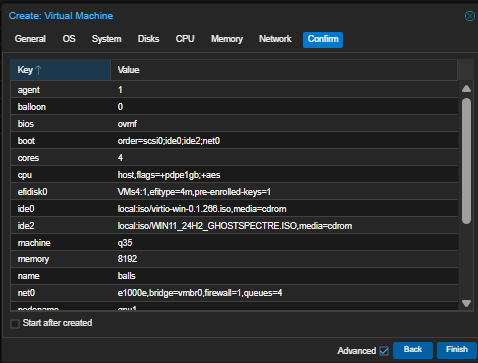 Create: Virtual Machine
General OS System Disks CPU Memory Network Confirm
Key ↑ Value
agent 1
balloon 0
bios ovmf
boot order=scsi0;ide0;ide2;net0
cores 4
cpu host,flags=+pdpe1gb;+aes
efidisk0 VMs4:1,efitype=4m,pre-enrolled-keys=1
ide0 local:iso/virtio-win-0.1.266.iso,media=cdrom
ide2 local:iso/WIN11_24H2_GHOSTSPECTRE.ISO,media=cdrom
machine q35
memory 8192
name balls
net0 e1000e,bridge=vmbr0,firewall=1,queues=4
nodename
Start after created
Advanced Back Finish